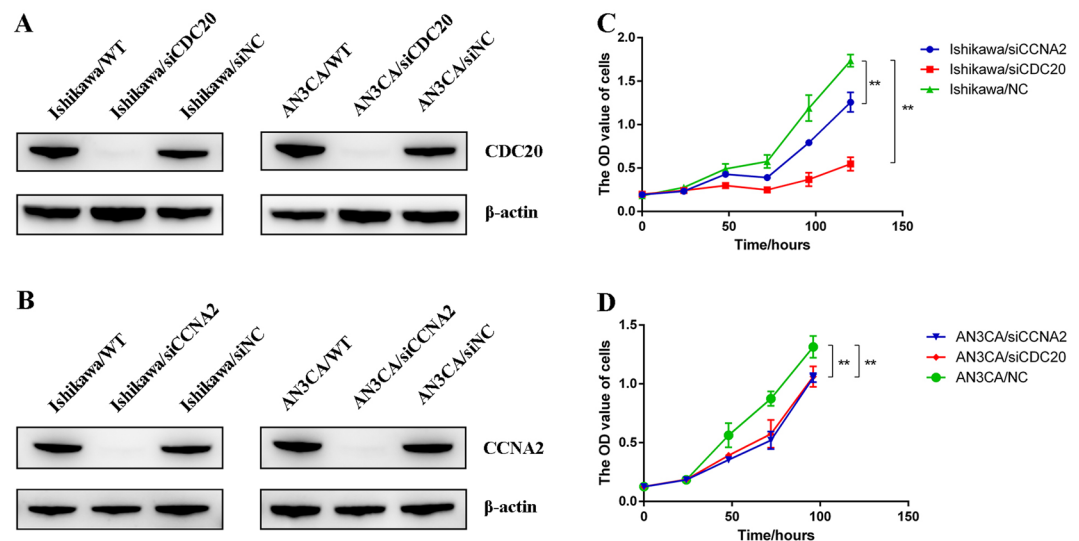 A
Ishikawa/WT
Ishikawa/siCDC20
Ishikawa/siNC
AN3CA/WT
AN3CA/siCDC20
AN3CA/siNC
CDC20
β-actin
B
Ishikawa/WT
Ishikawa/siCCNA2
Ishikawa/siNC
AN3CA/WT
AN3CA/siCCNA2
AN3CA/siNC
CCNA2
β-actin
C
The OD value of cells
2.0
1.5
1.0
0.5
0.0
0
50
100
150
Time/hours
**
**
Ishikawa/siCCNA2
Ishikawa/siCDC20
Ishikawa/NC
D
The OD value of cells
1.5
1.0
0.5
0.0
0
50
100
150
Time/hours
**
**
AN3CA/siCCNA2
AN3CA/siCDC20
AN3CA/NC